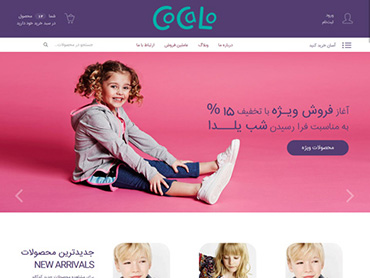 CoCaLo
ورود
ثبت نام
شما ۱۲ محصول
در سبد خرید خود دارید
آسان خرید کنید
درباره ما
وبلاگ
بخش فروش
ارتباط با ما
جستجو در محصولات...
آغاز فروش ویـژه با تخفیف ۱۵ %
به مناسبت فرا رسیدن شب یلــدا
محصولات ویژه
جدیدترین محصولات
NEW ARRIVALS